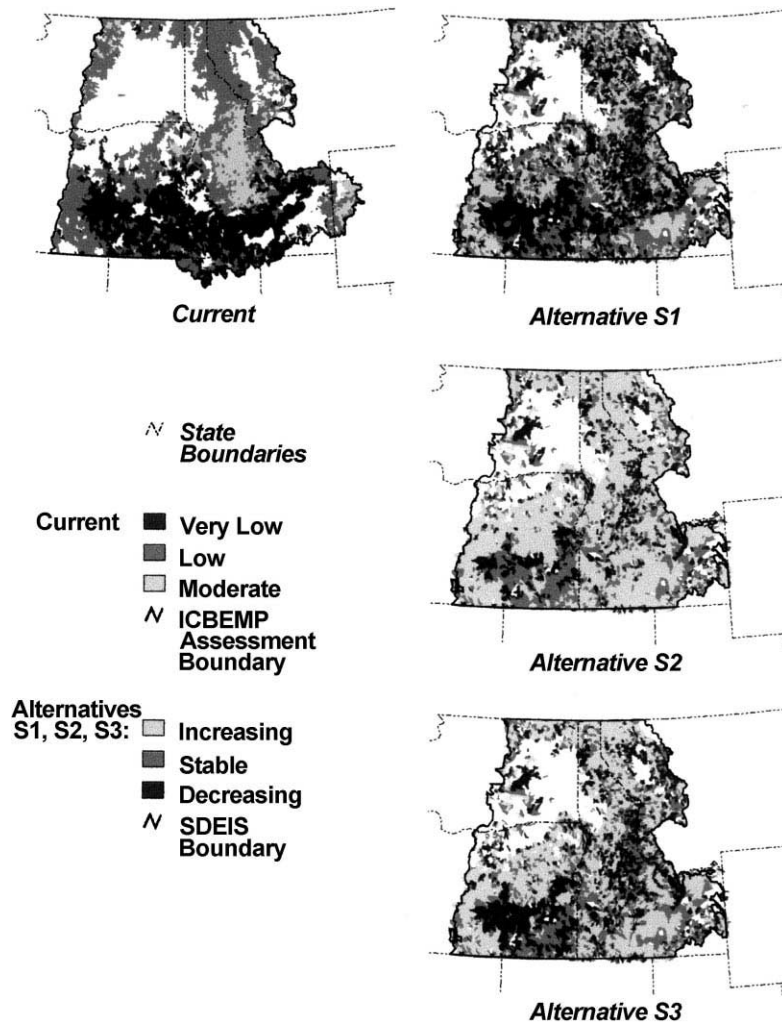 Current
Alternative S1
State
Boundaries
Current
Very Low
Low
Moderate
ICBEMP
Assessment
Boundary
Alternative S2
Alternatives
S1, S2, S3:
Increasing
Stable
Decreasing
SDEIS
Boundary
Alternative S3